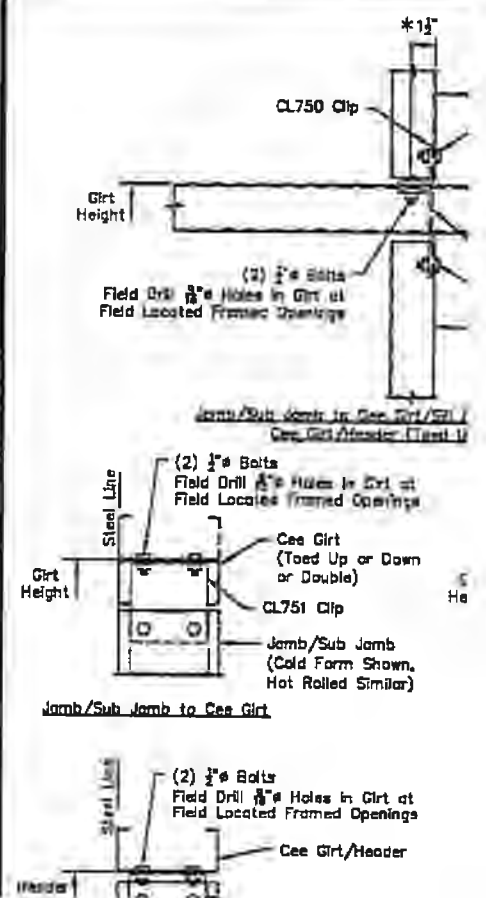 *1½"
CL750 Clip
Girt
Height
(2) ½"ø Bolts
Field Drill 9/16"ø Holes in Girt at
Field Located Framed Openings
Jamb/Sub Jamb to Cee Girt/Sill /
Cee Girt/Header (Toed U
Steel Line
(2) ½"ø Bolts
Field Drill 9/16"ø Holes in Girt at
Field Located Framed Openings
Cee Girt
(Toed Up or Down
or Double)
Girt
Height
CL751 Clip
He
Jamb/Sub Jamb
(Cold Form Shown,
Hot Rolled Similar)
Jamb/Sub Jamb to Cee Girt
Steel Line
(2) ½"ø Bolts
Field Drill 9/16"ø Holes in Girt at
Field Located Framed Openings
Cee Girt/Header
Header